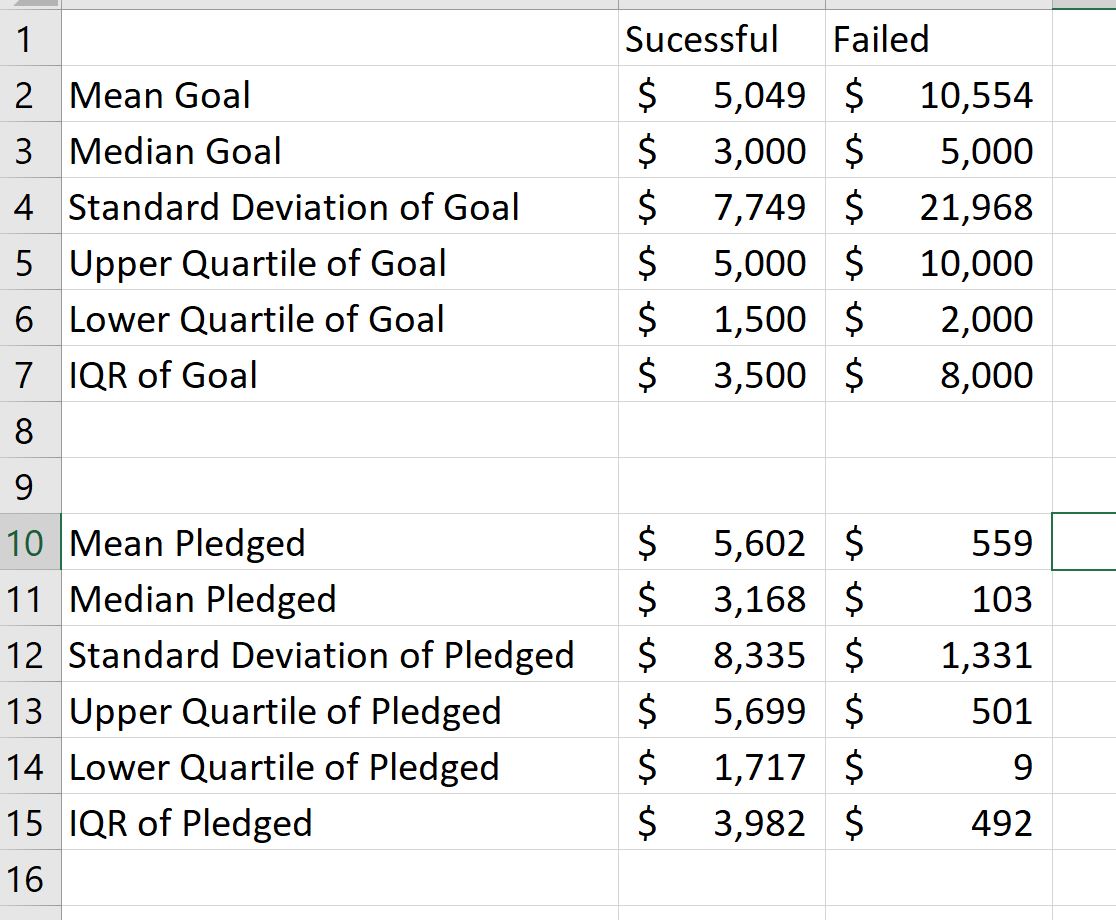 1 Sucessful Failed
2 Mean Goal $ 5,049 $ 10,554
3 Median Goal $ 3,000 $ 5,000
4 Standard Deviation of Goal $ 7,749 $ 21,968
5 Upper Quartile of Goal $ 5,000 $ 10,000
6 Lower Quartile of Goal $ 1,500 $ 2,000
7 IQR of Goal $ 3,500 $ 8,000
8
9
10 Mean Pledged $ 5,602 $ 559
11 Median Pledged $ 3,168 $ 103
12 Standard Deviation of Pledged $ 8,335 $ 1,331
13 Upper Quartile of Pledged $ 5,699 $ 501
14 Lower Quartile of Pledged $ 1,717 $ 9
15 IQR of Pledged $ 3,982 $ 492
16